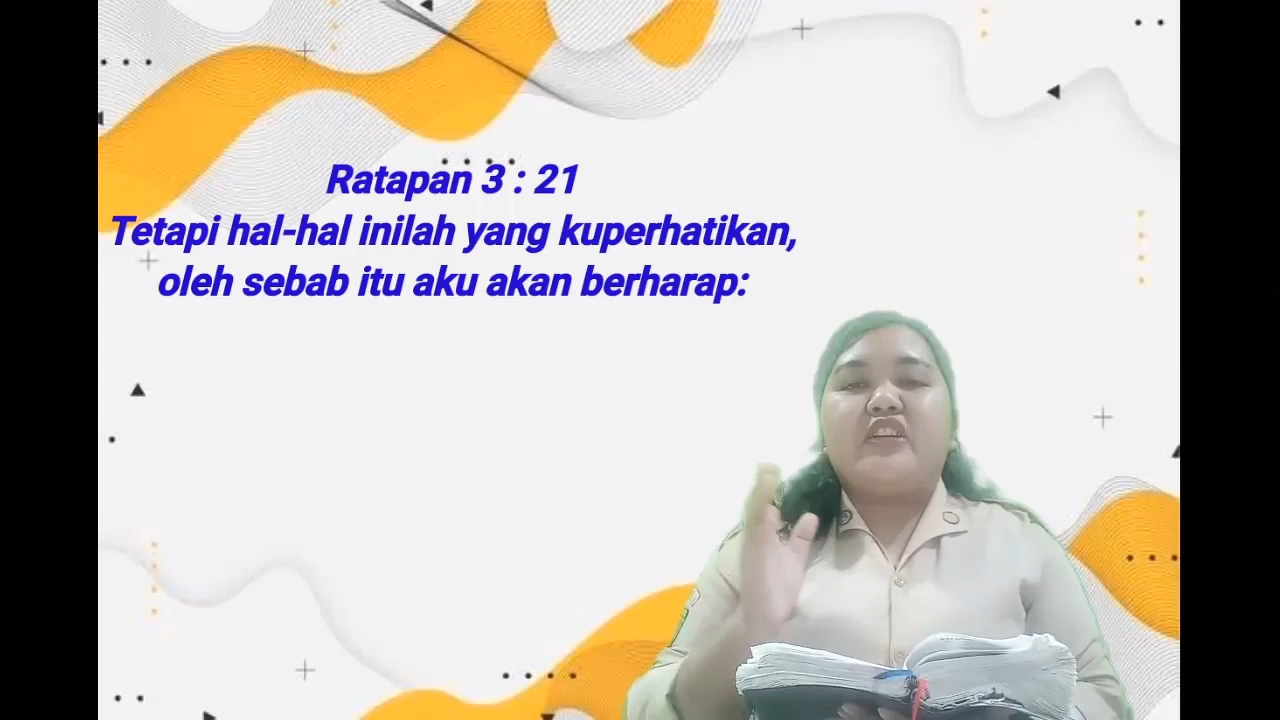 Ratapan 3 : 21
Tetapi hal-hal inilah yang kuperhatikan,
oleh sebab itu aku akan berharap: